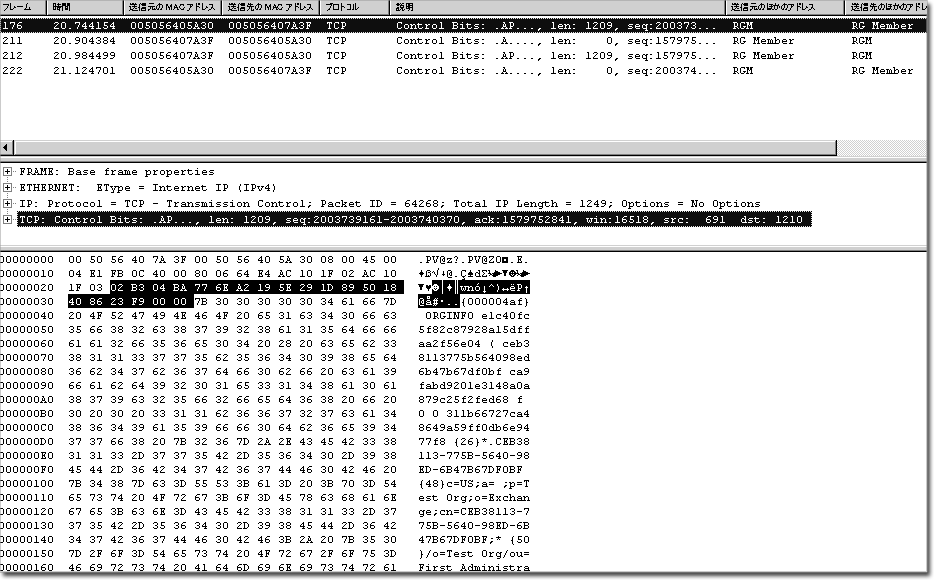 フレーム 時間 送信元の MAC アドレス 送信先の MAC アドレス プロトコル 説明 送信元のほかのアドレス 送信先のほかのアドレ
176 20.744154 005056405A30 005056407A3F TCP Control Bits: .AP..., len: 1209, seq:200373... RGM RG Member
211 20.904384 005056407A3F 005056405A30 TCP Control Bits: .A...., len: 0, seq:157975... RG Member RGM
212 20.984499 005056407A3F 005056405A30 TCP Control Bits: .AP..., len: 1209, seq:157975... RG Member RGM
222 21.124701 005056405A30 005056407A3F TCP Control Bits: .A...., len: 0, seq:200374... RGM RG Member
FRAME: Base frame properties
ETHERNET: EType = Internet IP (IPv4)
IP: Protocol = TCP - Transmission Control; Packet ID = 64268; Total IP Length = 1249; Options = No Options
TCP: Control Bits: .AP..., len: 1209, seq:2003739161-2003740370, ack:1579752841, win:16518, src: 691 dst: 1210
00000000 00 50 56 40 7A 3F 00 50 56 40 5A 30 08 00 45 00 .PV@z?.PV@Z0◘.E.
00000010 04 E1 FB 0C 40 00 80 06 64 E4 AC 10 1F 02 AC 10 ♦ß√♀@.Ç♠dΣ¼►▼☻¼►
00000020 1F 03 02 B3 04 BA 77 6E A2 19 5E 29 1D 89 50 18 ▼♥☻│♦║wnó↓^)↔ëP↑
00000030 40 86 23 F9 00 00 7B 30 30 30 30 30 34 61 66 7D @å#·..{000004af}
00000040 20 4F 52 47 49 4E 46 4F 20 65 31 63 34 30 66 63 ORGINFO e1c40fc
00000050 35 66 38 32 63 38 37 39 32 38 61 31 35 64 66 66 5f82c87928a15dff
00000060 61 61 32 66 35 36 65 30 34 20 28 20 63 65 62 33 aa2f56e04 ( ceb3
00000070 38 31 31 33 37 37 35 62 35 36 34 30 39 38 65 64 8113775b564098ed
00000080 36 62 34 37 62 36 37 64 66 30 62 66 20 63 61 39 6b47b67df0bf ca9
00000090 66 61 62 64 39 32 30 31 65 33 31 34 38 61 30 61 fabd9201e3148a0a
000000A0 38 37 39 63 32 35 66 32 66 65 64 36 38 20 66 20 879c25f2fed68 f
000000B0 30 20 30 20 33 31 31 62 36 36 37 32 37 63 61 34 0 0 311b66727ca4
000000C0 38 36 34 39 61 35 39 66 66 30 64 62 36 65 39 34 8649a59ff0db6e94
000000D0 37 37 66 38 20 7B 32 36 7D 2A 2E 43 45 42 33 38 77f8 {26}*.CEB38
000000E0 31 31 33 2D 37 37 35 42 2D 35 36 34 30 2D 39 38 113-775B-5640-98
000000F0 45 44 2D 36 42 34 37 42 36 37 44 46 30 42 46 20 ED-6B47B67DF0BF
00000100 7B 34 38 7D 63 3D 55 53 3B 61 3D 20 3B 70 3D 54 {48}c=US;a= ;p=T
00000110 65 73 74 20 4F 72 67 3B 6F 3D 45 78 63 68 61 6E est Org;o=Exchan
00000120 67 65 3B 63 6E 3D 43 45 42 33 38 31 31 33 2D 37 ge;cn=CEB38113-7
00000130 37 35 42 2D 35 36 34 30 2D 39 38 45 44 2D 36 42 75B-5640-98ED-6B
00000140 34 37 42 36 37 44 46 30 42 46 3B 2A 20 7B 35 30 47B67DF0BF;* {50
00000150 7D 2F 6F 3D 54 65 73 74 20 4F 72 67 2F 6F 75 3D }/o=Test Org/ou=
00000160 46 69 72 73 74 20 41 64 6D 69 6E 69 73 74 72 61 First Administra